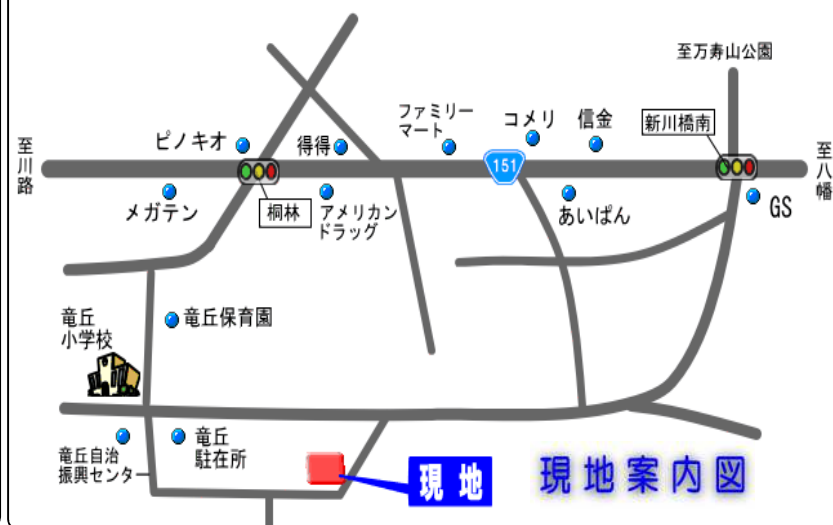 至万寿山公園
ファミリー
マート
コメリ
信金
新川橋南
ピノキオ
得得
至川路
151
至八幡
メガテン
桐林
アメリカン
ドラッグ
あいぱん
GS
竜丘
小学校
竜丘保育園
竜丘自治
振興センター
竜丘
駐在所
現地
現地案内図